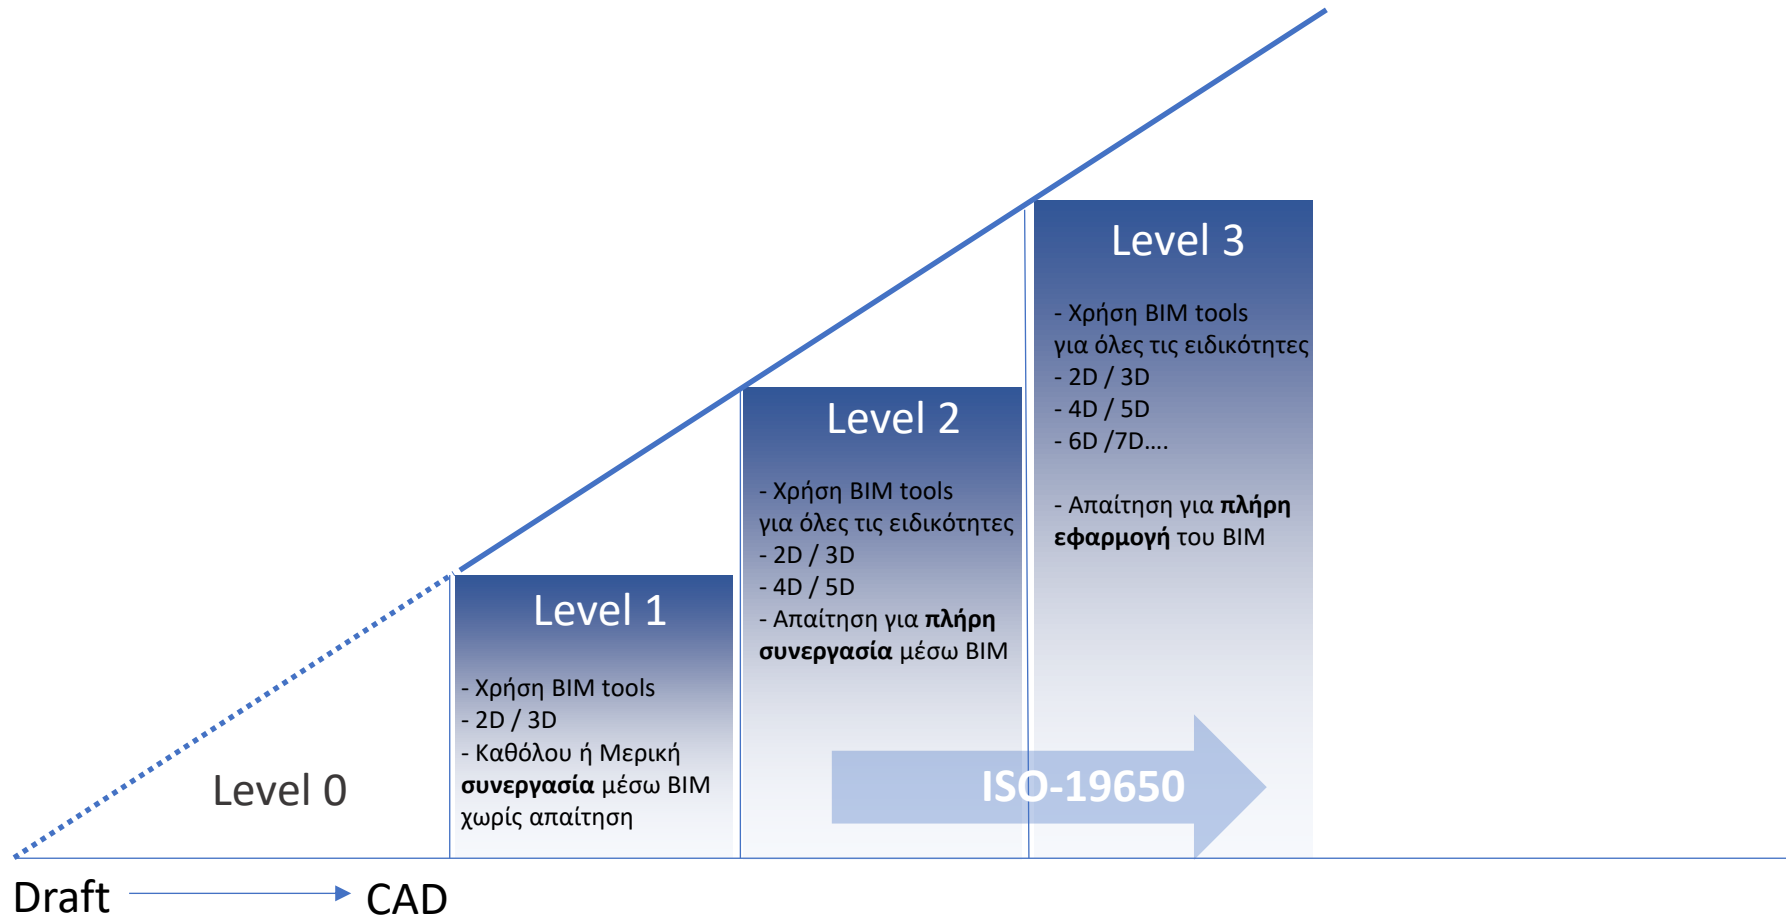 Level 3
- Χρήση BIM tools
για όλες τις ειδικότητες
- 2D / 3D
- 4D / 5D
- 6D /7D....
- Απαίτηση για πλήρη
εφαρμογή του BIM
Level 2
- Χρήση BIM tools
για όλες τις ειδικότητες
- 2D / 3D
- 4D / 5D
- Απαίτηση για πλήρη
συνεργασία μέσω BIM
Level 1
- Χρήση BIM tools
- 2D / 3D
- Καθόλου ή Μερική
συνεργασία μέσω BIM
χωρίς απαίτηση
Level 0
ISO-19650
Draft
CAD